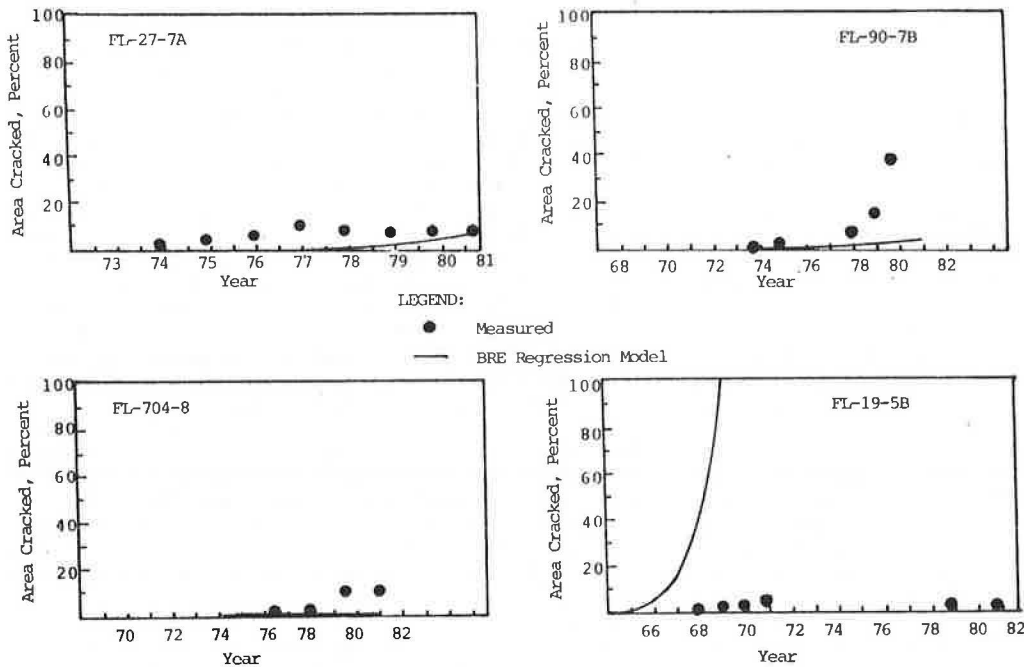 FL-27-7A
Area Cracked, Percent
100
80
60
40
20
73 74 75 76 77 78 79 80 81
Year
FL-90-7B
Area Cracked, Percent
100
80
60
40
20
68 70 72 74 76 78 80 82
Year
LEGEND:
Measured
BRE Regression Model
FL-704-8
Area Cracked, Percent
100
80
60
40
20
70 72 74 76 78 80 82
Year
FL-19-5B
Area Cracked, Percent
100
80
60
40
20
66 68 70 72 74 76 78 80 82
Year